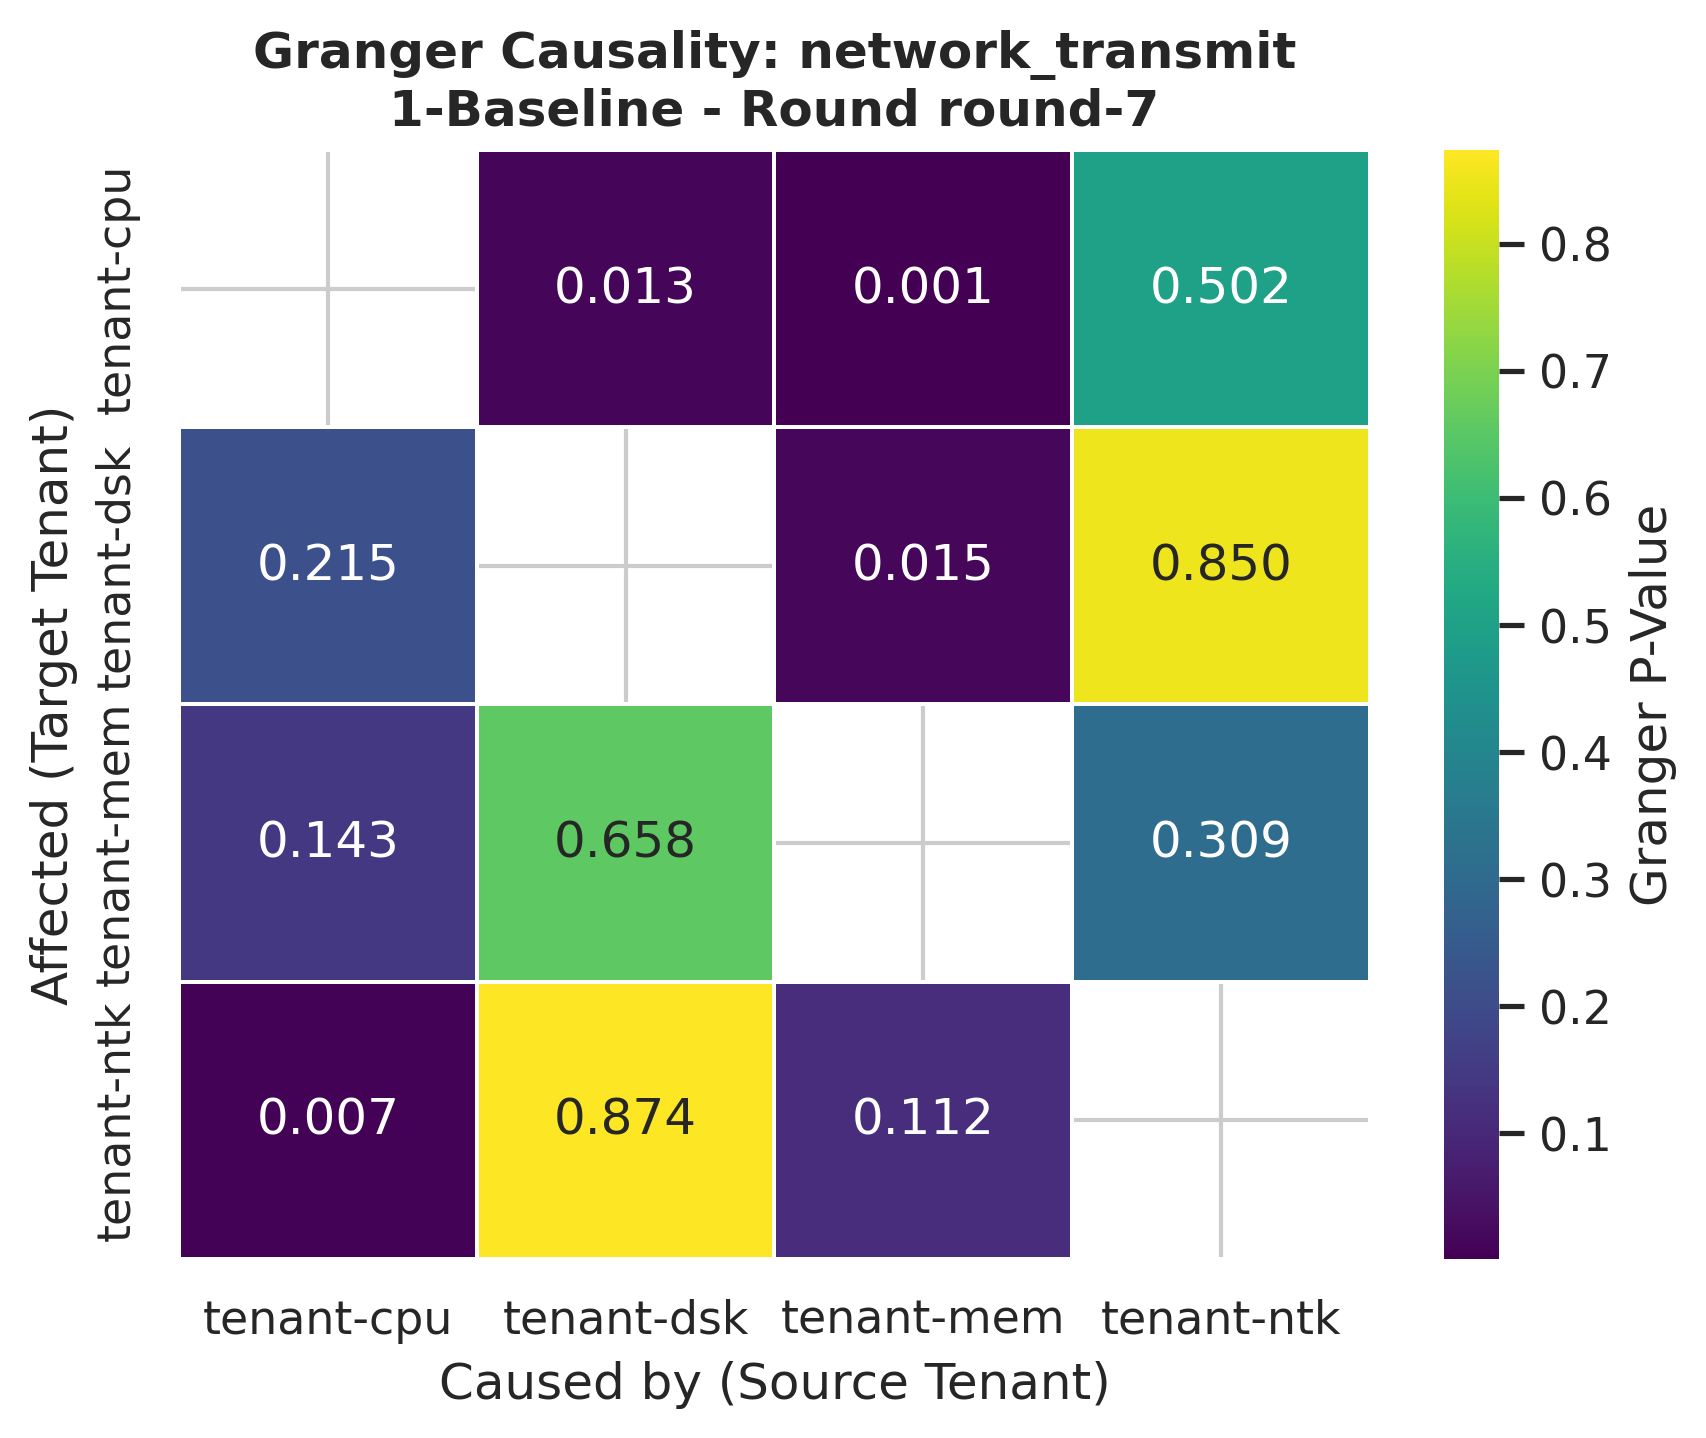 Granger Causality: network_transmit
1-Baseline - Round round-7
Affected (Target Tenant)
tenant-cpu
0.013
0.001
0.502
tenant-dsk
0.215
0.015
0.850
tenant-mem
0.143
0.658
0.309
tenant-ntk
0.007
0.874
0.112
tenant-cpu
tenant-dsk
tenant-mem
tenant-ntk
Caused by (Source Tenant)
0.8
0.7
0.6
0.5
0.4
0.3
0.2
0.1
Granger P-Value